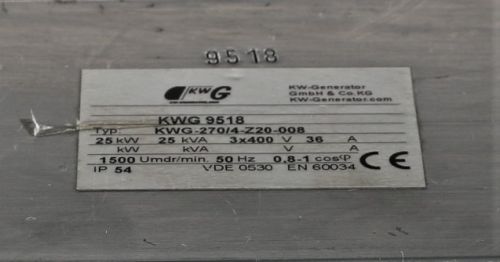 9518
KWG
KW-Generator
GmbH & Co.KG
KW-Generator.com
KWG 9518
Typ: KWG-270/4-Z20-008
25 kW 25 kVA 3x400 V 36 A
kW kVA V A
1500 Umdr/min. 50 Hz 0,8-1 cosφ CE
IP 54 VDE 0530 EN 60034